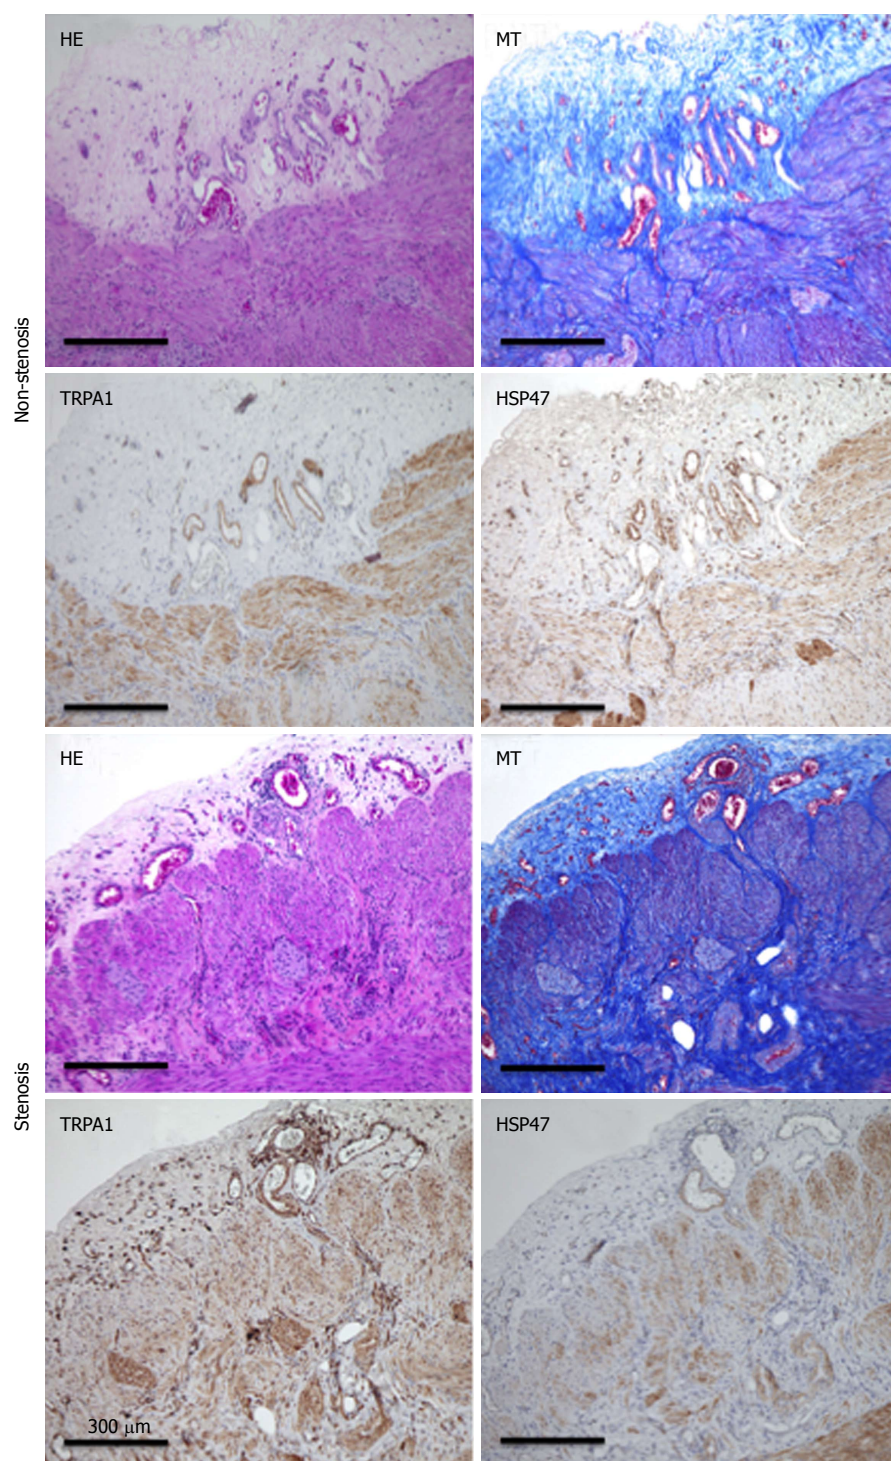 HE
MT
Non-stenosis
TRPA1
HSP47
HE
MT
Stenosis
TRPA1
HSP47
300 μm